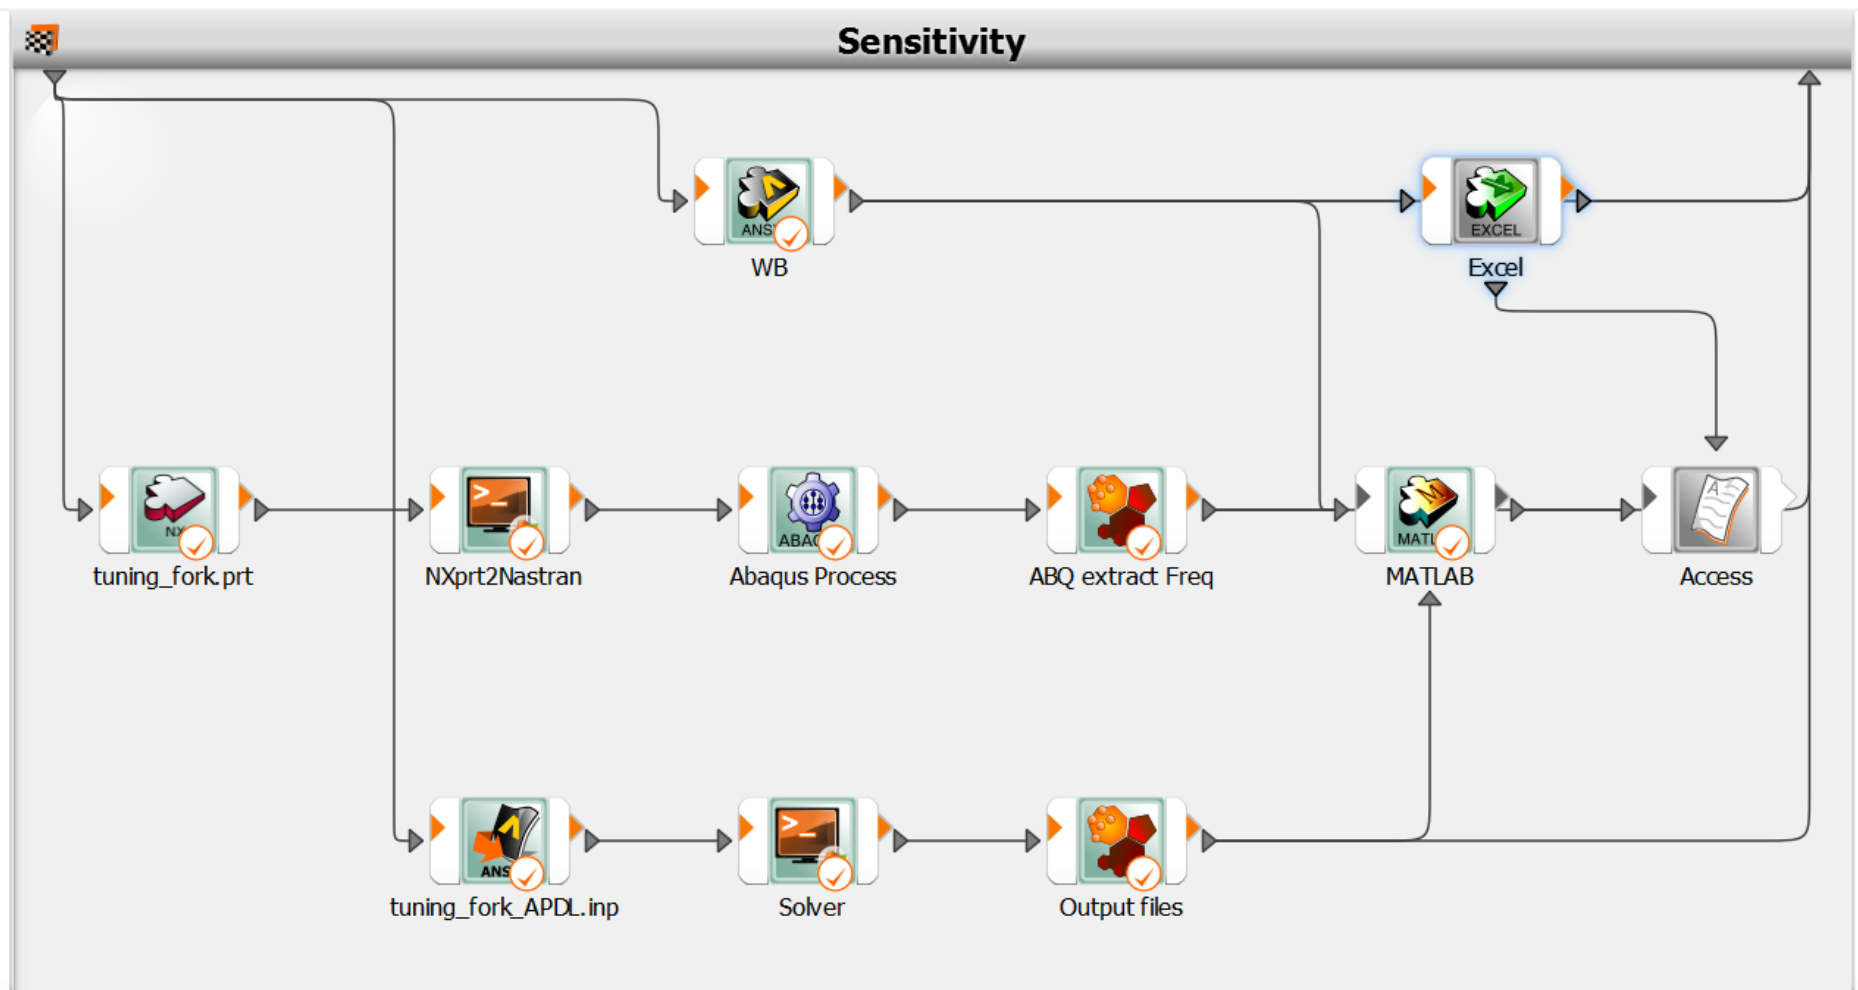 Sensitivity
ANS
WB
EXCEL
Excel
NX
tuning_fork.prt
>_
NXprt2Nastran
ABAQ
Abaqus Process
ABQ extract Freq
M
MATL
MATLAB
A
Access
ANS
tuning_fork_APDL.inp
>_
Solver
Output files